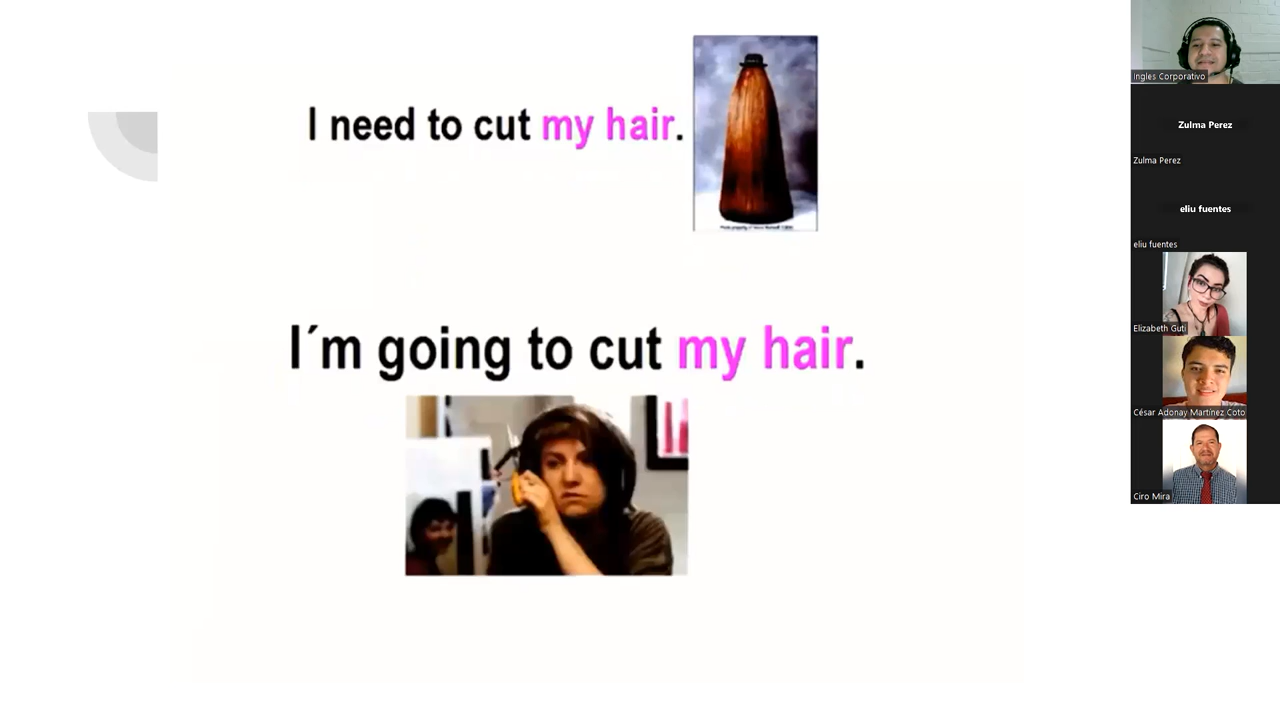 I need to cut my hair.
I´m going to cut my hair.
Ingles Corporativo
Zulma Perez
Zulma Perez
eliu fuentes
eliu fuentes
Elizabeth Guti
César Adonay Martínez Coto
Ciro Mira